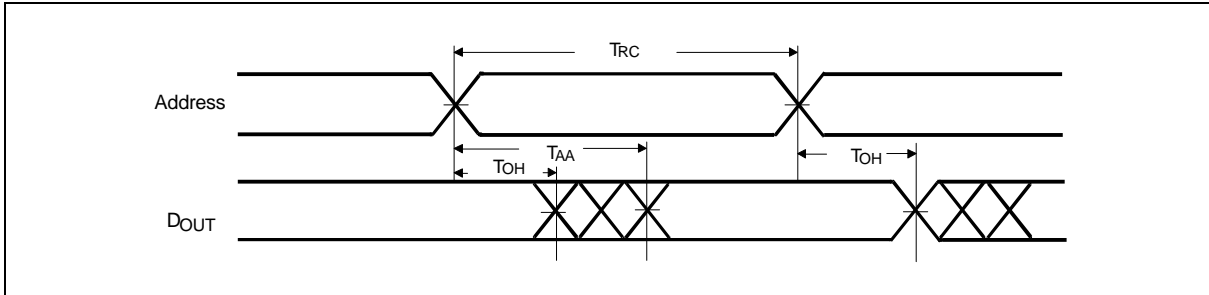 TRC
Address
TAA
TOH
TOH
DOUT